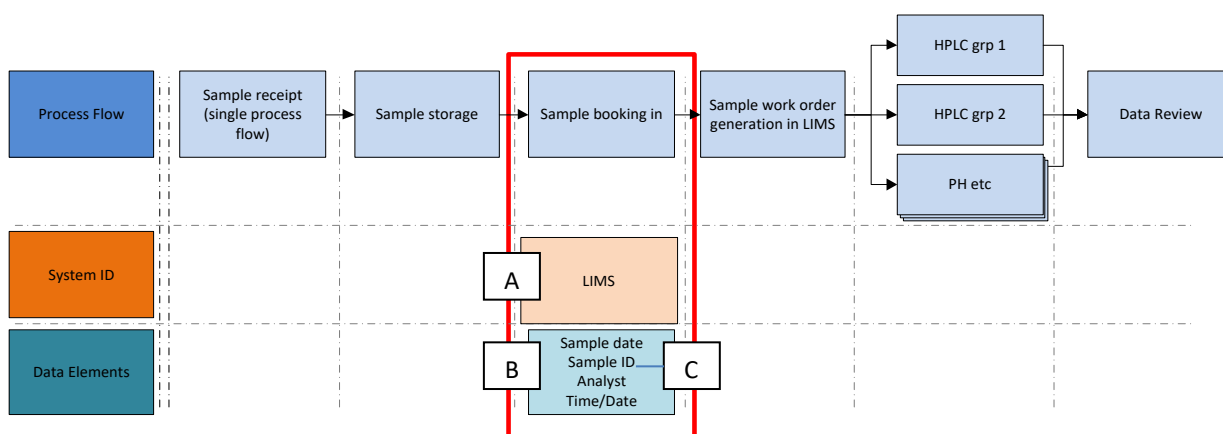 HPLC grp 1
Process Flow
Sample receipt
(single process
flow)
Sample storage
Sample booking in
Sample work order
generation in LIMS
HPLC grp 2
Data Review
PH etc
System ID
A
LIMS
Data Elements
B
Sample date
Sample ID
Analyst
Time/Date
C